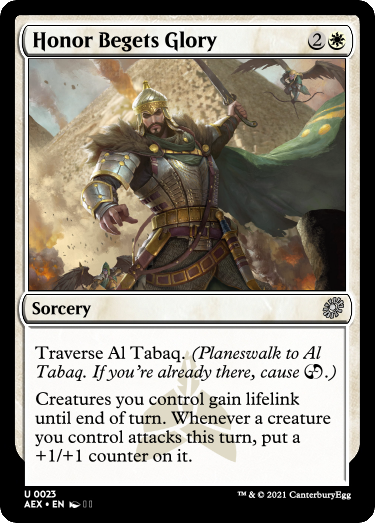 Honor Begets Glory 2
Sorcery
Traverse Al Tabaq. (Planeswalk to Al
Tabaq. If you're already there, cause .)
Creatures you control gain lifelink
until end of turn. Whenever a creature
you control attacks this turn, put a
+1/+1 counter on it.
U 0023
AEX • EN
™ & © 2021 CanterburyEgg